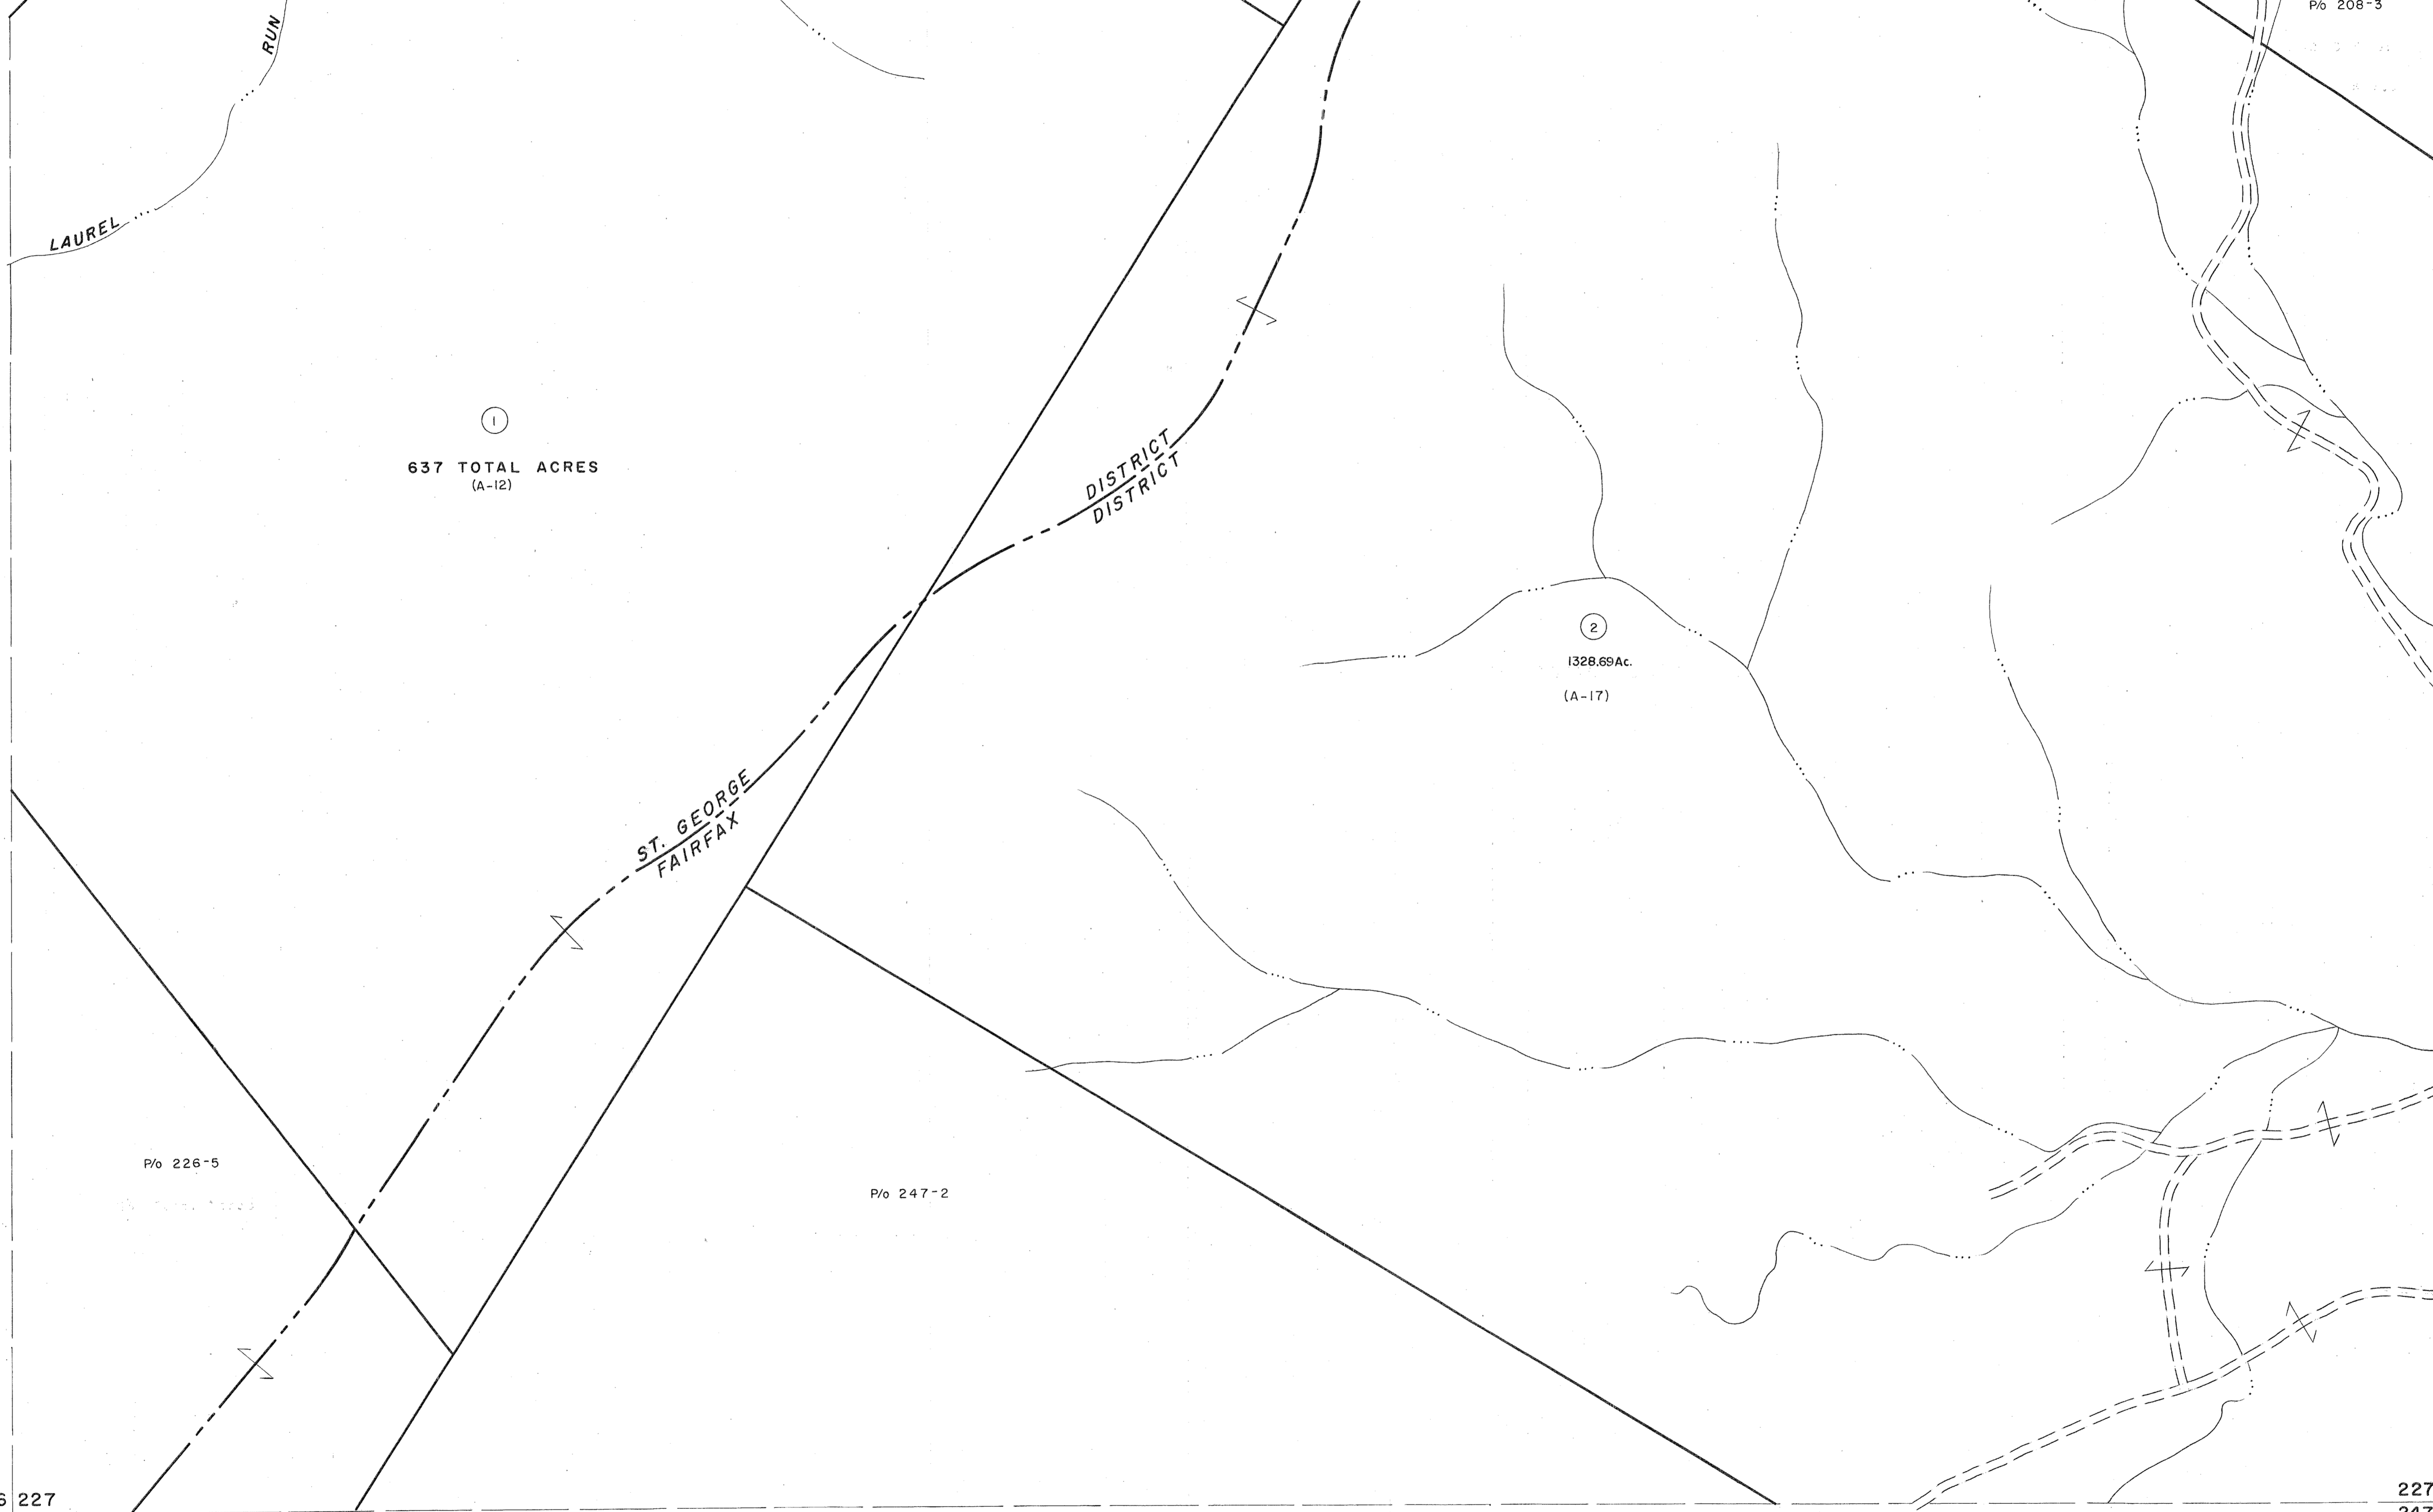 P/o 208-3
RUN
LAUREL
1
637 TOTAL ACRES
(A-12)
DISTRICT
DISTRICT
2
1328.69Ac.
(A-17)
ST. GEORGE
FAIRFAX
P/o 226-5
P/o 247-2
227
227